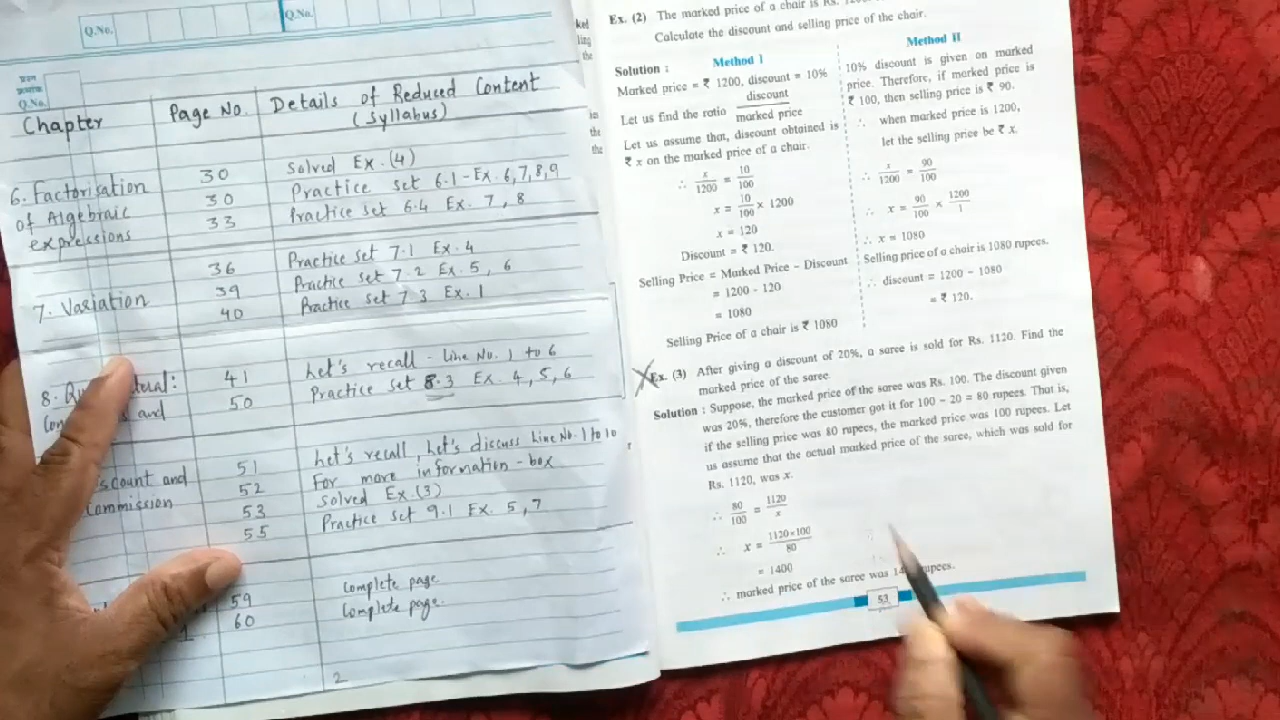 Q.No.
Q.No.
Q.No.
Chapter
Page No.
Details of Reduced Content
(Syllabus)
6. Factorisation
of Algebraic
expressions
30
Solved Ex. (4)
30
Practice set 6.1 - Ex. 6, 7, 8, 9
33
Practice set 6.4 Ex. 7, 8
7. Variation
36
Practice set 7.1 Ex. 4
39
Practice set 7.2 Ex. 5, 6
40
Practice set 7.3 Ex. 1
8.
41
Let's recall - Line No. 1 to 6
and
50
Practice set 8.3 Ex. 4, 5, 6
51
Let's recall, Let's discuss Line No. 1 to 10
and
52
For more information - box
Commission
53
Solved Ex. (3)
55
Practice set 9.1 Ex. 5, 7
59
Complete page
60
Complete page.
2
ling
the
in
the
the
Ex. (2) The marked price of a chair is Rs.
Calculate the discount and selling price of the chair.
Solution :
Method I
Marked price = ₹ 1200, discount = 10%
Let us find the ratio discount/marked price
Let us assume that, discount obtained is
₹ x on the marked price of a chair.
∴ x/1200 = 10/100
x = 10/100 × 1200
x = 120
Discount = ₹ 120.
Selling Price = Marked Price - Discount
= 1200 - 120
= 1080
Selling Price of a chair is ₹ 1080
Method II
10% discount is given on marked
price. Therefore, if marked price is
₹ 100, then selling price is ₹ 90.
∴ when marked price is 1200,
let the selling price be ₹ x.
∴ x/1200 = 90/100
∴ x = 90/100 × 1200/1
∴ x = 1080
Selling price of a chair is 1080 rupees.
∴ discount = 1200 - 1080
= ₹ 120.
Ex. (3) After giving a discount of 20%, a saree is sold for Rs. 1120. Find the
marked price of the saree.
Solution : Suppose, the marked price of the saree was Rs. 100. The discount given
was 20%, therefore the customer got it for 100 - 20 = 80 rupees. That is,
if the selling price was 80 rupees, the marked price was 100 rupees. Let
us assume that the actual marked price of the saree, which was sold for
Rs. 1120, was x.
∴ 80/100 = 1120/x
∴ x = 1120×100/80
= 1400
∴ marked price of the saree was rupees.
53